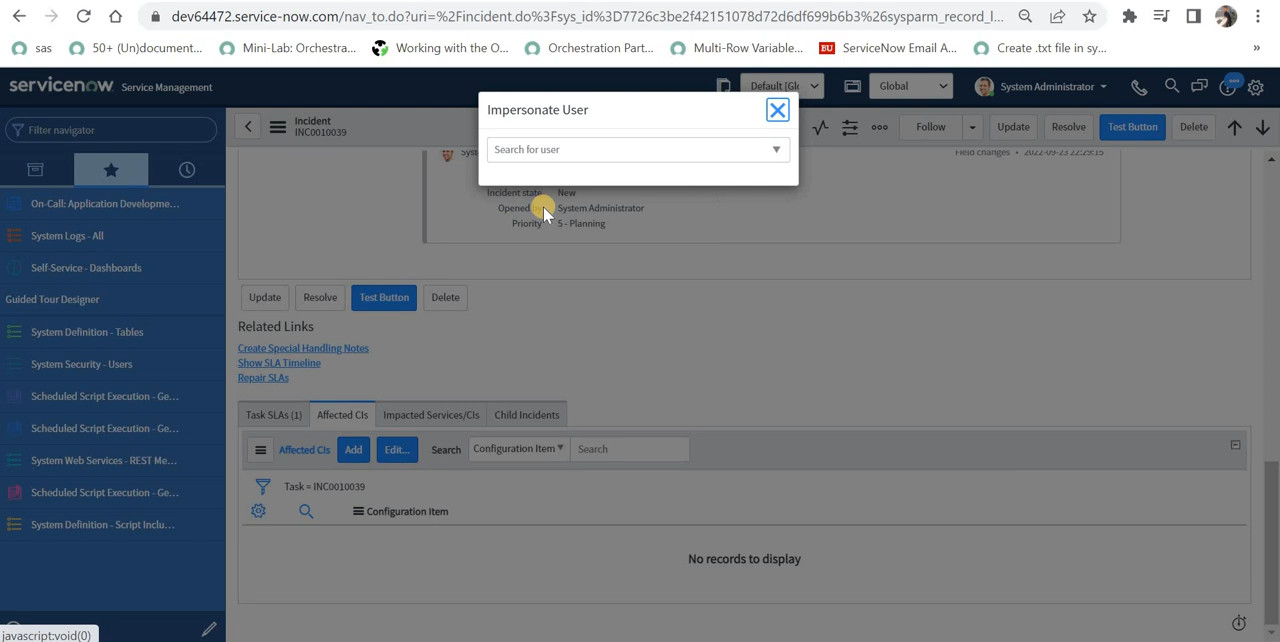 dev64472.service-now.com/nav_to.do?uri=%2Fincident.do%3Fsys_id%3D7726c3be2f42151078d72d6df699b6b3%26sysparm_record_l...
sas
50+ (Un)document...
Mini-Lab: Orchestra...
Working with the O...
Orchestration Part...
Multi-Row Variable...
BU
ServiceNow Email A...
Create .txt file in sy...
»
servicenow Service Management
Default [Glo
Global
System Administrator
Impersonate User
Search for user
Filter navigator
Incident
INC0010039
Follow
Update
Resolve
Test Button
Delete
Field changes • 2022-09-23 22:29:15
Incident state New
Opened System Administrator
Priority 5 - Planning
On-Call: Application Developme...
System Logs - All
Self-Service - Dashboards
Guided Tour Designer
System Definition - Tables
System Security - Users
Scheduled Script Execution - Ge...
Scheduled Script Execution - Ge...
System Web Services - REST Me...
Scheduled Script Execution - Ge...
System Definition - Script Inclu...
Update
Resolve
Test Button
Delete
Related Links
Create Special Handling Notes
Show SLA Timeline
Repair SLAs
Task SLAs (1)
Affected CIs
Impacted Services/CIs
Child Incidents
Affected CIs
Add
Edit...
Search
Configuration Item
Search
Task = INC0010039
Configuration Item
No records to display
javascript:void(0)